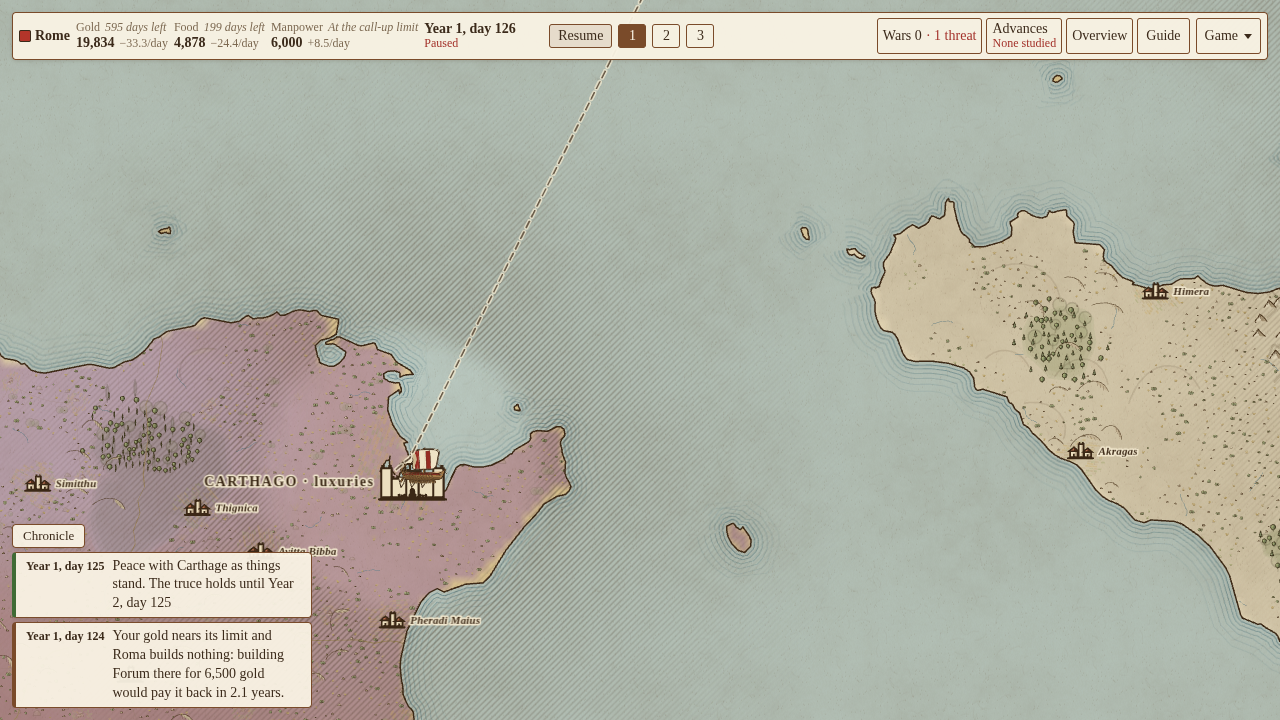 Rome
Gold 595 days left
19,834 −33.3/day
Food 199 days left
4,878 −24.4/day
Manpower At the call-up limit
6,000 +8.5/day
Year 1, day 126
Paused
Resume
1
2
3
Wars 0 · 1 threat
Advances
None studied
Overview
Guide
Game
Himera
Akragas
CARTHAGO · luxuries
Simitthu
Thignica
Avitta Bibba
Pheradi Maius
Chronicle
Year 1, day 125 Peace with Carthage as things
stand. The truce holds until Year
2, day 125
Year 1, day 124 Your gold nears its limit and
Roma builds nothing: building
Forum there for 6,500 gold
would pay it back in 2.1 years.